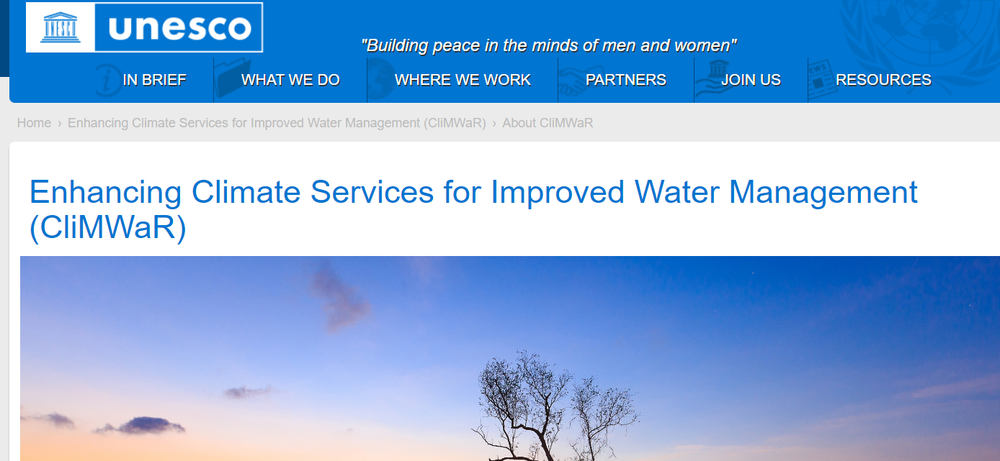 UNESCO
unesco
"Building peace in the minds of men and women"
IN BRIEF
WHAT WE DO
WHERE WE WORK
PARTNERS
JOIN US
EWS
RESOURCES
Home › Enhancing Climate Services for Improved Water Management (CliMWaR) › About CliMWaR
Enhancing Climate Services for Improved Water Management
(CliMWaR)